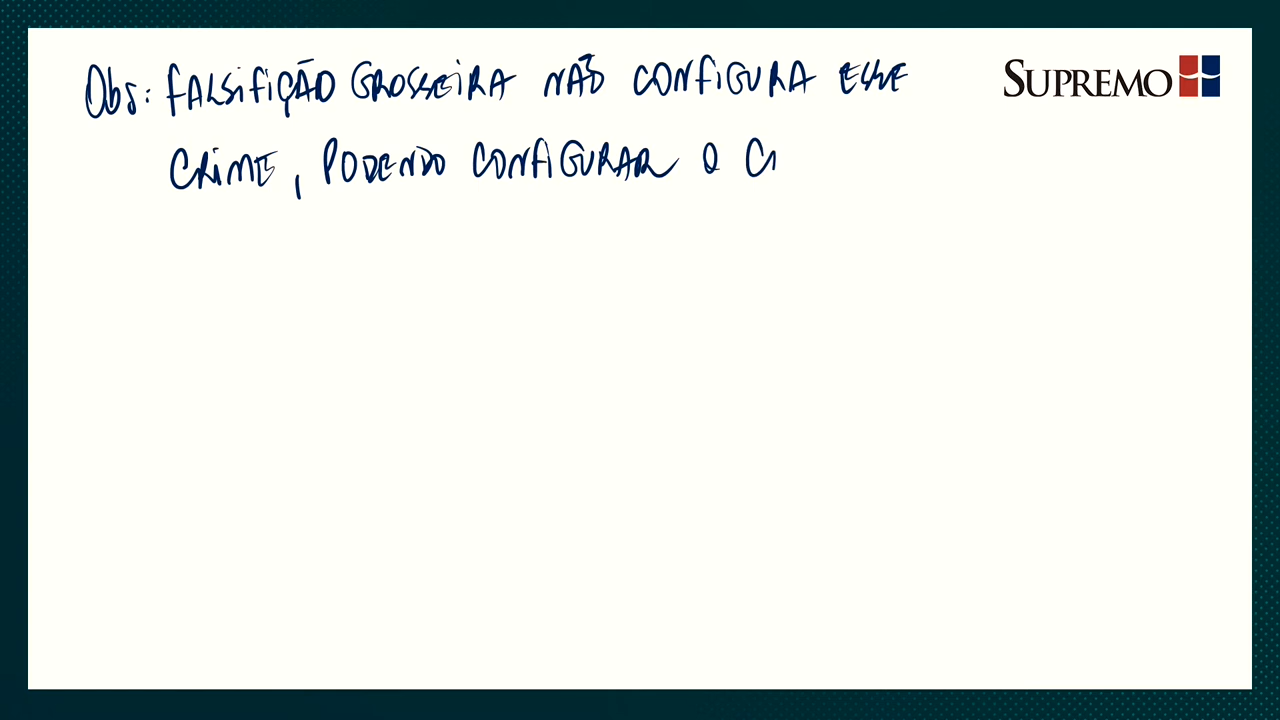 Obs: FALSIFIÇÃO GROSSEIRA NÃO CONFIGURA ESSE
SUPREMO
CRIME, PODENDO CONFIGURAR O C